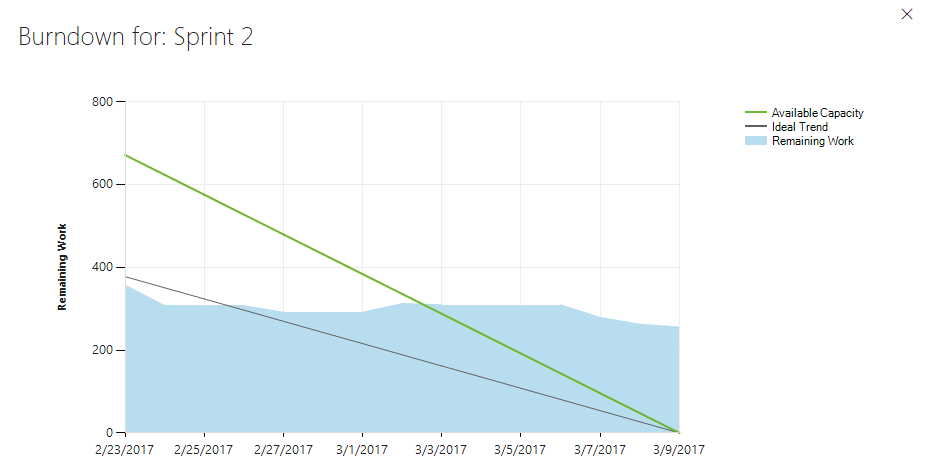 Burndown for: Sprint 2
Available Capacity
Ideal Trend
Remaining Work
Remaining Work
800
600
400
200
0
2/23/2017 2/25/2017 2/27/2017 3/1/2017 3/3/2017 3/5/2017 3/7/2017 3/9/2017